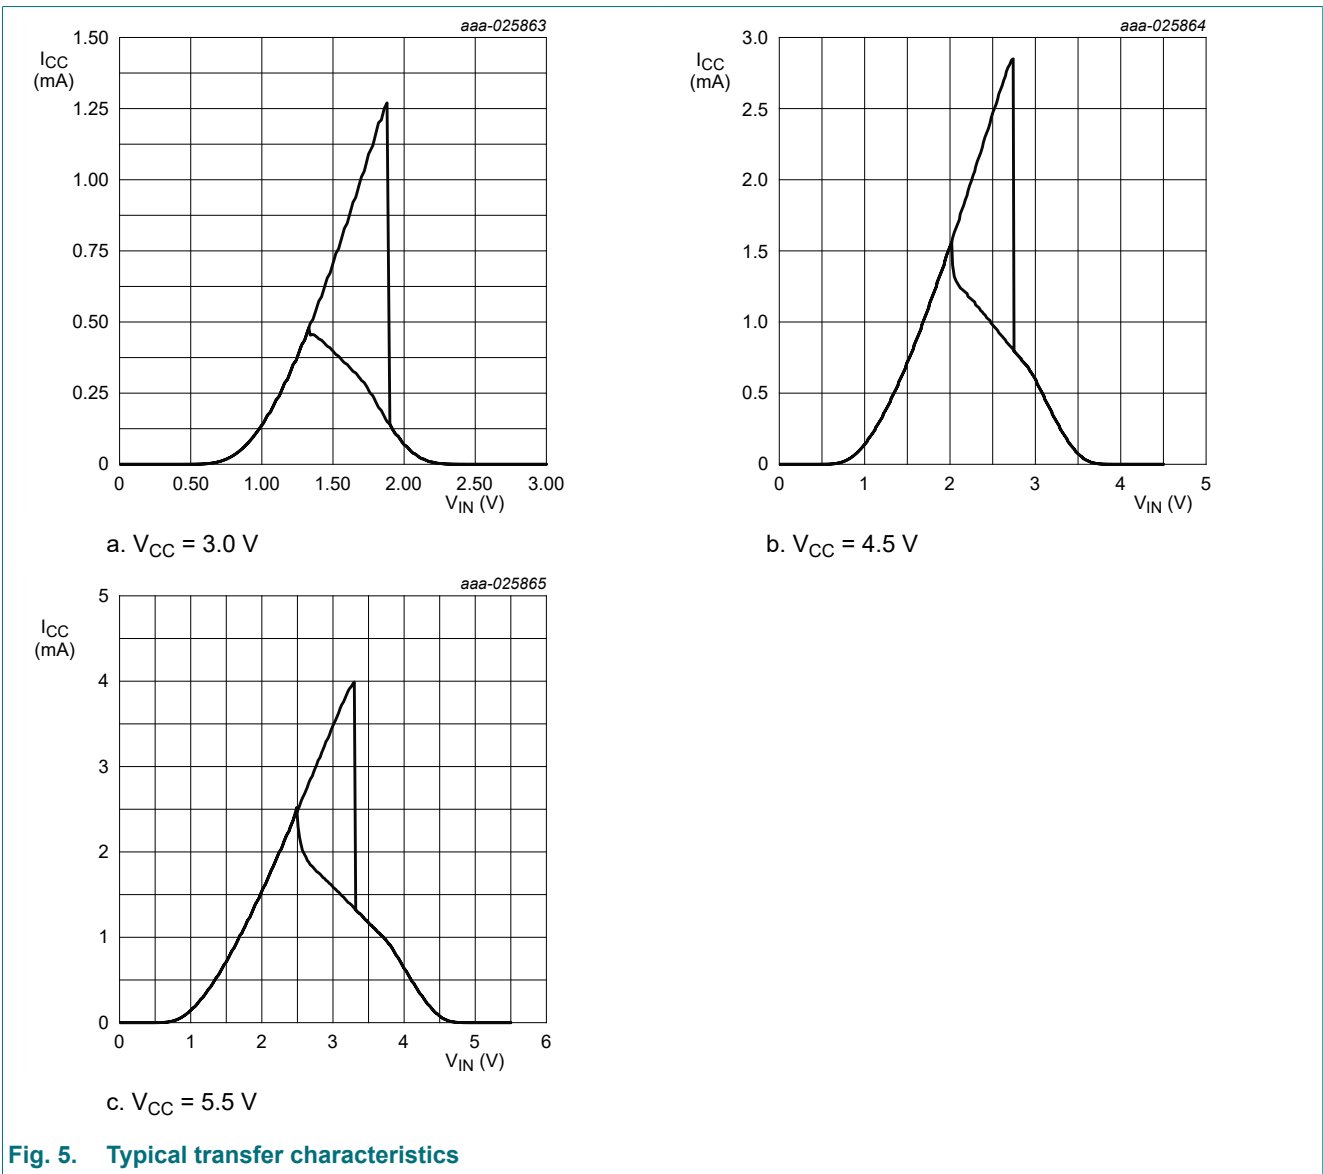 aaa-025863
1.50
ICC
(mA)
1.25
1.00
0.75
0.50
0.25
0
0 0.50 1.00 1.50 2.00 2.50 3.00
VIN (V)
a. VCC = 3.0 V
aaa-025864
3.0
ICC
(mA)
2.5
2.0
1.5
1.0
0.5
0
0 1 2 3 4 5
VIN (V)
b. VCC = 4.5 V
aaa-025865
5
ICC
(mA)
4
3
2
1
0
0 1 2 3 4 5 6
VIN (V)
c. VCC = 5.5 V
Fig. 5. Typical transfer characteristics